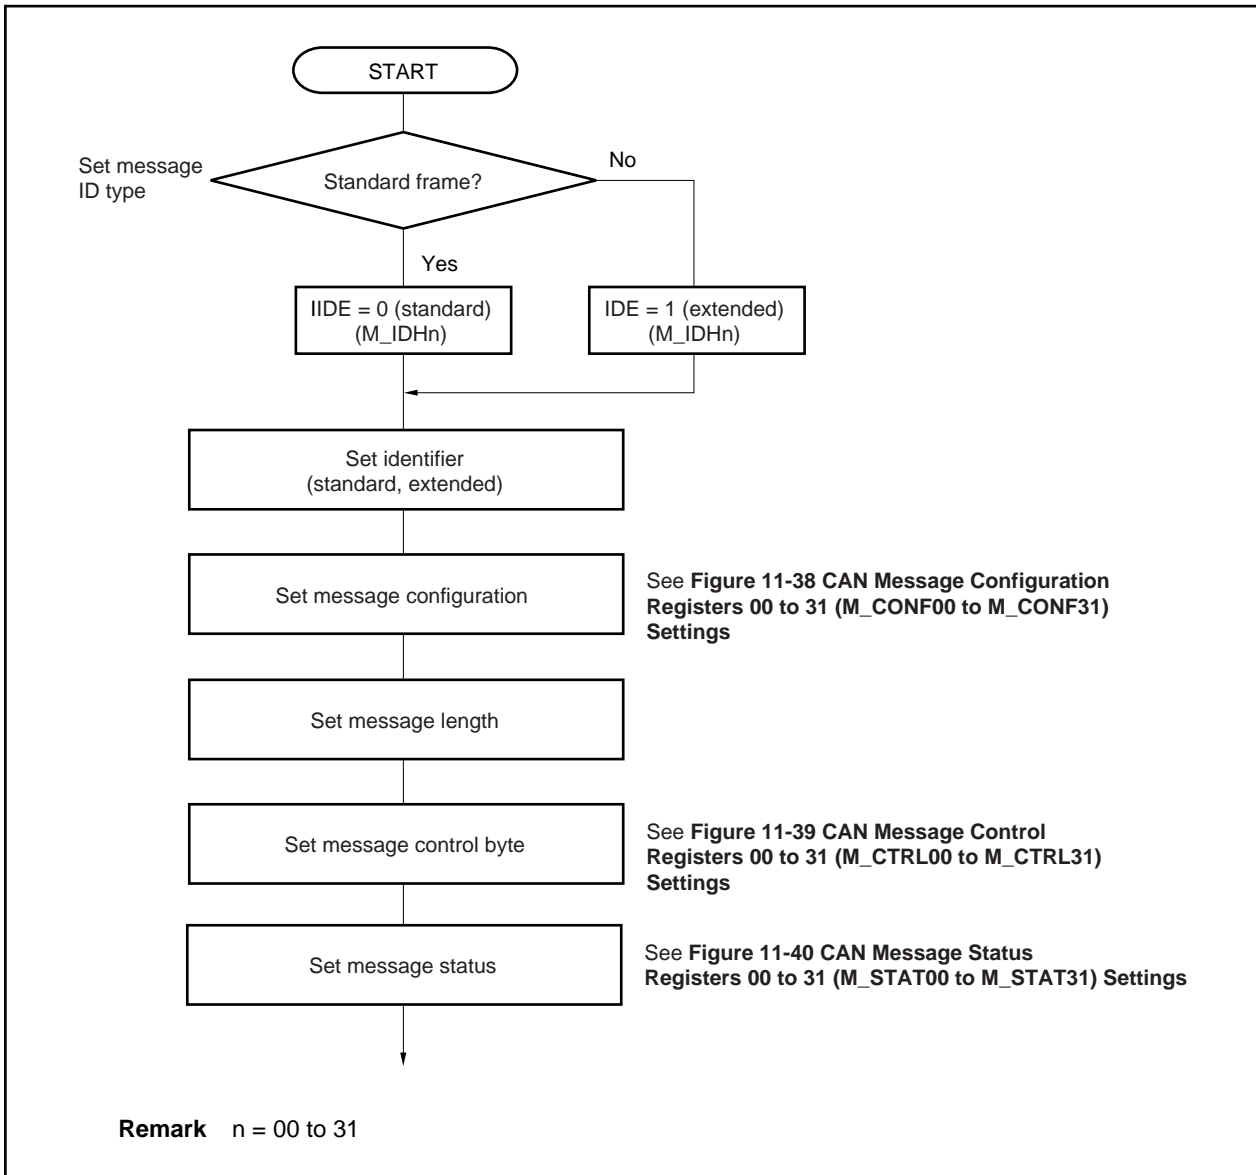 START
Set message
ID type
Standard frame?
No
Yes
IIDE = 0 (standard)
(M_IDHn)
IDE = 1 (extended)
(M_IDHn)
Set identifier
(standard, extended)
Set message configuration
See Figure 11-38 CAN Message Configuration
Registers 00 to 31 (M_CONF00 to M_CONF31)
Settings
Set message length
Set message control byte
See Figure 11-39 CAN Message Control
Registers 00 to 31 (M_CTRL00 to M_CTRL31)
Settings
Set message status
See Figure 11-40 CAN Message Status
Registers 00 to 31 (M_STAT00 to M_STAT31) Settings
Remark n = 00 to 31